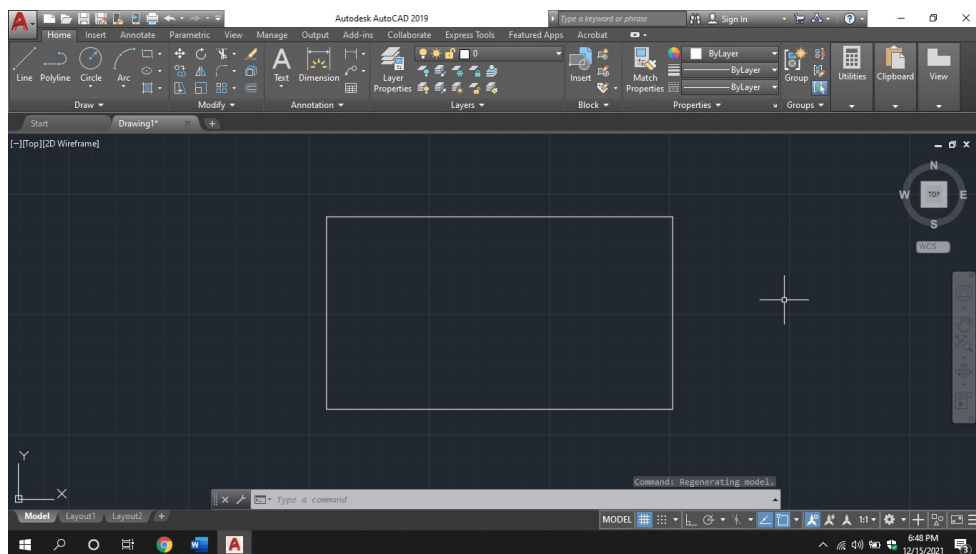 A
Autodesk AutoCAD 2019
Type a keyword or phrase
Sign In
Home Insert Annotate Parametric View Manage Output Add-ins Collaborate Express Tools Featured Apps Acrobat
Line Polyline Circle Arc
A
Text Dimension
Layer Properties
0
Insert
Match Properties
ByLayer
ByLayer
ByLayer
Group
Utilities Clipboard View
Draw Modify Annotation Layers Block Properties Groups
Start Drawing1*
[−][Top][2D Wireframe]
N
W TOP E
S
WCS
Command: Regenerating model.
Y
X
Type a command
Model Layout1 Layout2 +
MODEL 1:1
A
6:48 PM
12/15/2021